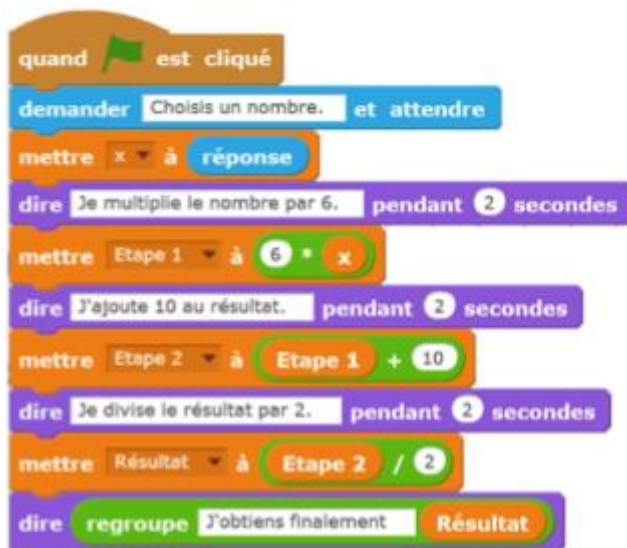 quand est cliqué
demander Choisis un nombre. et attendre
mettre x à réponse
dire Je multiplie le nombre par 6. pendant 2 secondes
mettre Etape 1 à 6 * x
dire J'ajoute 10 au résultat. pendant 2 secondes
mettre Etape 2 à Etape 1 + 10
dire Je divise le résultat par 2. pendant 2 secondes
mettre Résultat à Etape 2 / 2
dire regroupe J'obtiens finalement Résultat